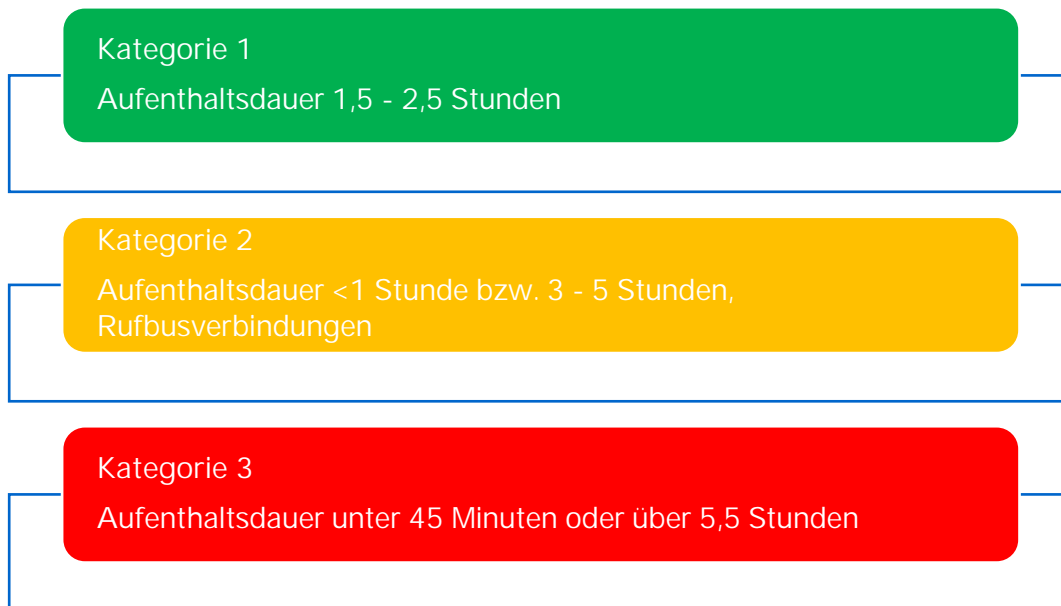 Kategorie 1
Aufenthaltsdauer 1,5 - 2,5 Stunden
Kategorie 2
Aufenthaltsdauer <1 Stunde bzw. 3 - 5 Stunden,
Rufbusverbindungen
Kategorie 3
Aufenthaltsdauer unter 45 Minuten oder über 5,5 Stunden